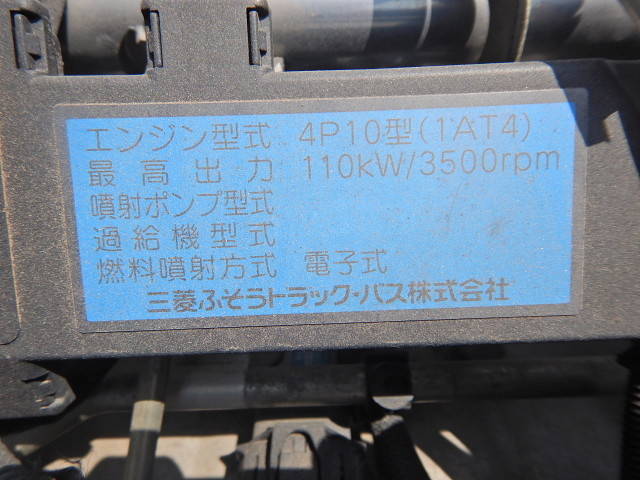 エンジン型式 4P10型(1AT4)
最高出力 110kW/3500rpm
噴射ポンプ型式
過給機型式
燃料噴射方式 電子式
三菱ふそうトラック・バス株式会社